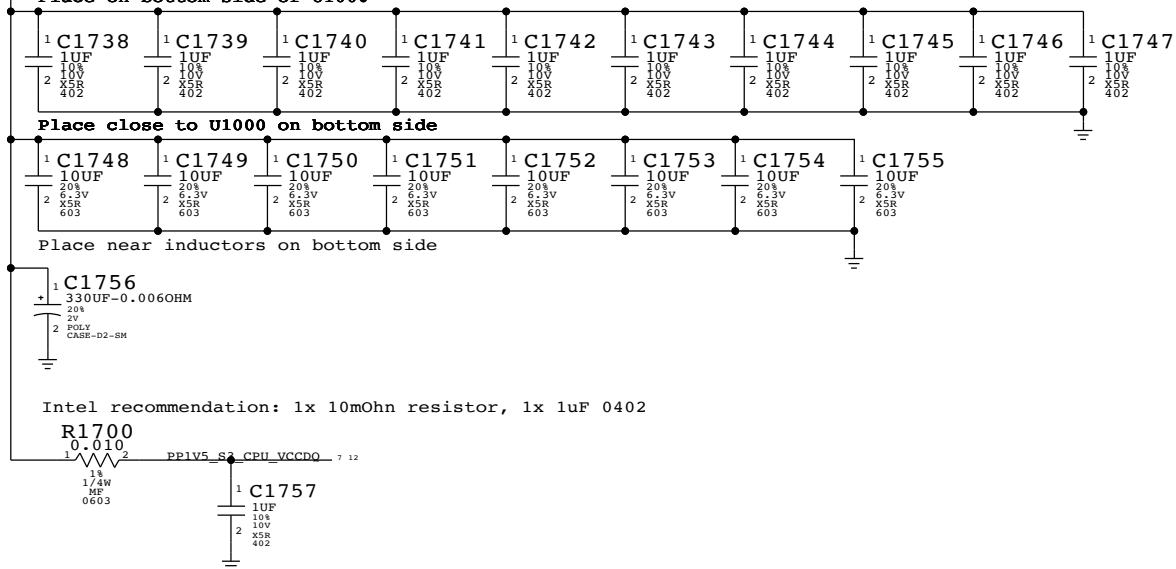 Place on bottom side of U1000
1 C1738
1UF
10%
10V
2 X5R
402
1 C1739
1UF
10%
10V
2 X5R
402
1 C1740
1UF
10%
10V
2 X5R
402
1 C1741
1UF
10%
10V
2 X5R
402
1 C1742
1UF
10%
10V
2 X5R
402
1 C1743
1UF
10%
10V
2 X5R
402
1 C1744
1UF
10%
10V
2 X5R
402
1 C1745
1UF
10%
10V
2 X5R
402
1 C1746
1UF
10%
10V
2 X5R
402
1 C1747
1UF
10%
10V
2 X5R
402
Place close to U1000 on bottom side
1 C1748
10UF
20%
6.3V
2 X5R
603
1 C1749
10UF
20%
6.3V
2 X5R
603
1 C1750
10UF
20%
6.3V
2 X5R
603
1 C1751
10UF
20%
6.3V
2 X5R
603
1 C1752
10UF
20%
6.3V
2 X5R
603
1 C1753
10UF
20%
6.3V
2 X5R
603
1 C1754
10UF
20%
6.3V
2 X5R
603
1 C1755
10UF
20%
6.3V
2 X5R
603
Place near inductors on bottom side
1 C1756
+ 330UF-0.006OHM
20%
2V
2 POLY
CASE-D2-SM
Intel recommendation: 1x 10mOhn resistor, 1x 1uF 0402
R1700
0.010
1 2
1%
1/4W
MF
0603
PP1V5_S3_CPU_VCCDQ 7 12
1 C1757
1UF
10%
10V
2 X5R
402